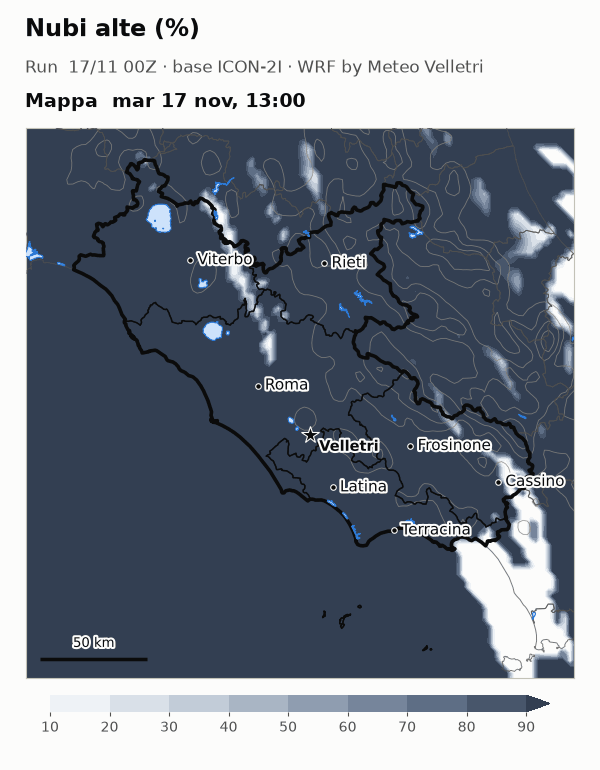 Nubi alte (%)
Run  17/11 00Z · base ICON-2I · WRF by Meteo Velletri
Mappa  mar 17 nov, 13:00
Viterbo
Rieti
Roma
Velletri
Frosinone
Cassino
Latina
Terracina
50 km
10 20 30 40 50 60 70 80 90